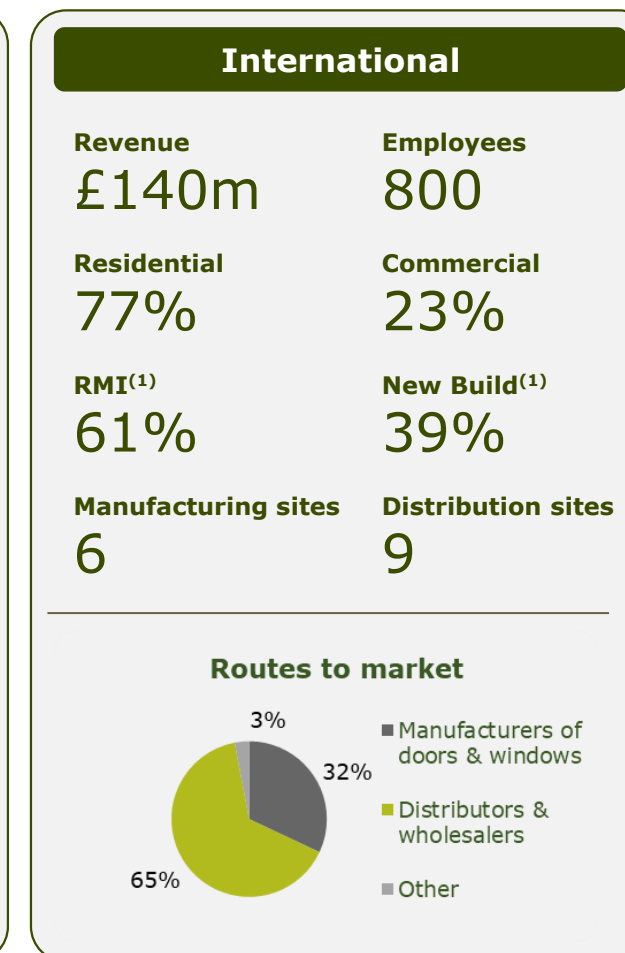 International
Revenue Employees
£140m 800
Residential Commercial
77% 23%
RMI(1) New Build(1)
61% 39%
Manufacturing sites Distribution sites
6 9
Routes to market
3%
32%
65%
Manufacturers of
doors & windows
Distributors &
wholesalers
Other